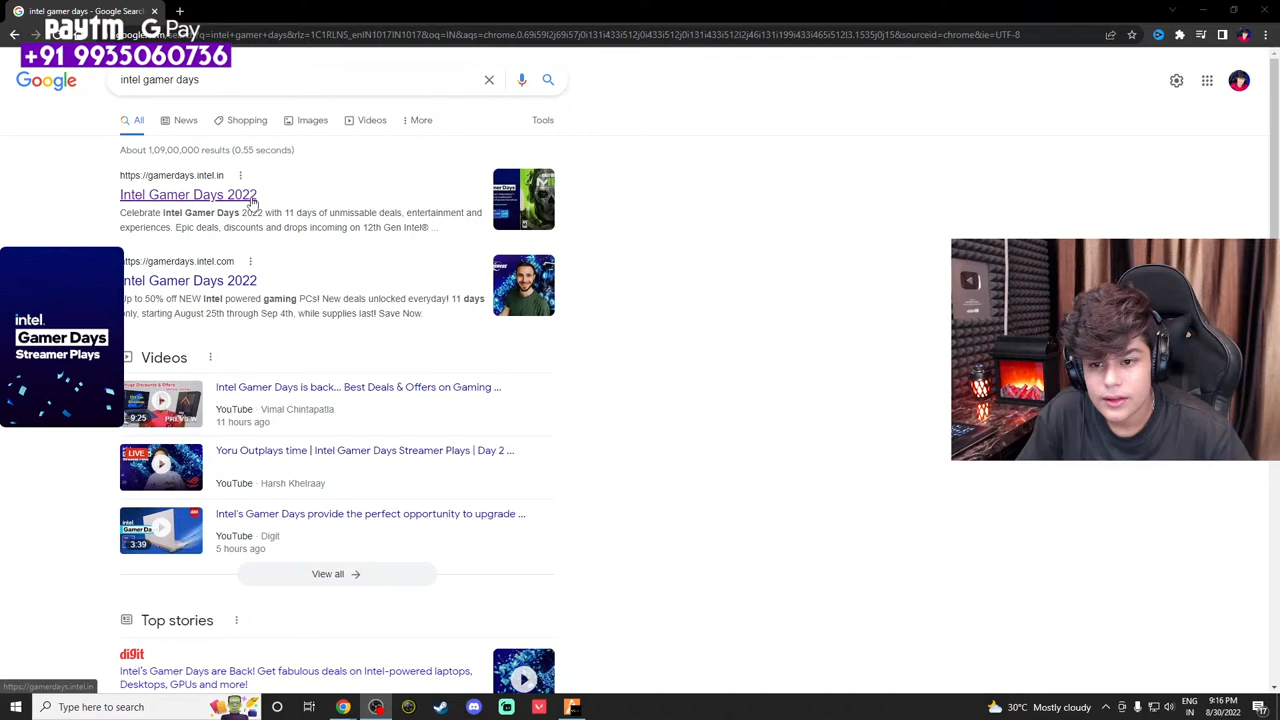 intel gamer days
paytm G Pay
+91 9935060736
Google
intel gamer days
All
News
Shopping
Images
Videos
More
Tools
About 1,09,00,000 results (0.55 seconds)
https://gamerdays.intel.in
Intel Gamer Days 2022
Celebrate Intel Gamer Days 2022 with 11 days of unmissable deals, entertainment and
experiences. Epic deals, discounts and drops incoming on 12th Gen Intel® ...
ttps://gamerdays.intel.com
Intel Gamer Days 2022
Up to 50% off NEW Intel powered gaming PCs! New deals unlocked everyday! 11 days
only, starting August 25th through Sep 4th, while supplies last! Save Now.
intel.
Gamer Days
Streamer Plays
Videos
Intel Gamer Days is back... Best Deals & Offers on Gaming ...
YouTube · Vimal Chintapatla
11 hours ago
9:25
PREVIEW
LIVE
Yoru Outplays time | Intel Gamer Days Streamer Plays | Day 2 ...
YouTube · Harsh Khelraay
Intel's Gamer Days provide the perfect opportunity to upgrade ...
YouTube · Digit
5 hours ago
3:39
View all
Top stories
digit
Intel's Gamer Days are Back! Get fabulous deals on Intel-powered laptops,
Desktops, GPUs and more!
https://gamerdays.intel.in
Type here to search
30°C Mostly cloudy
ENG
IN
9:16 PM
8/30/2022